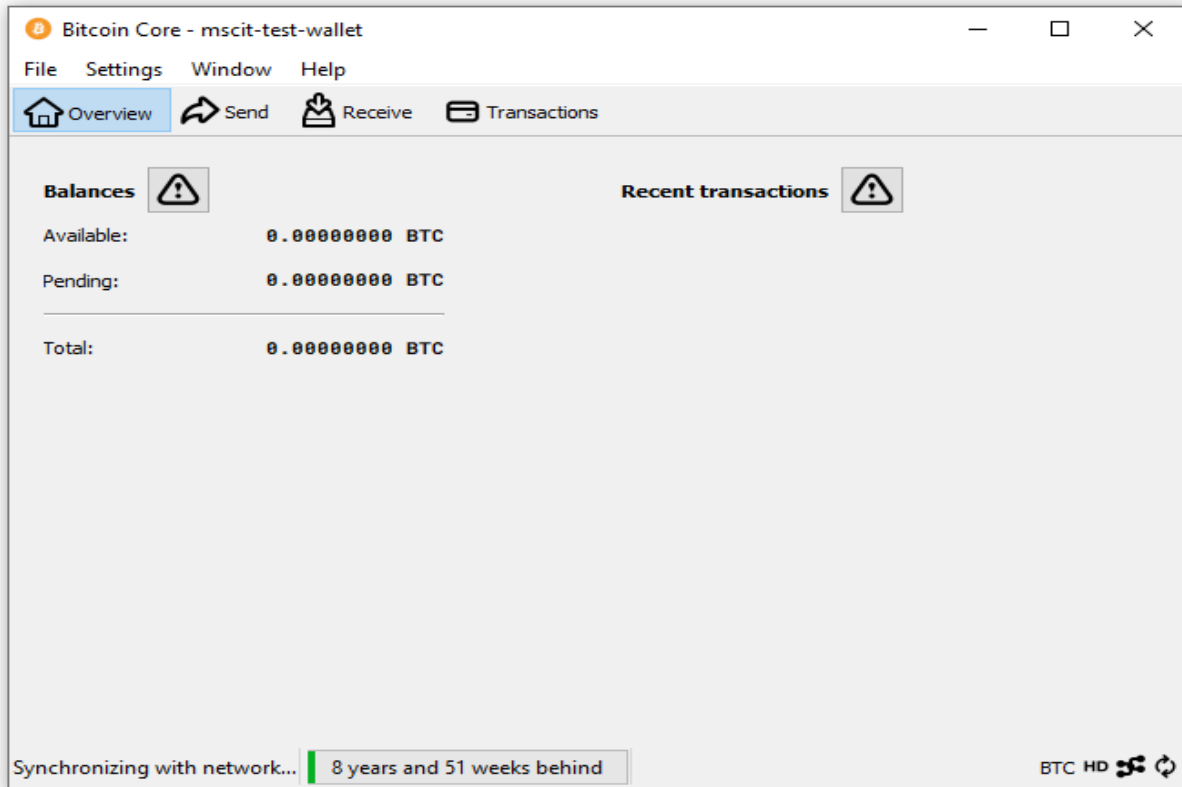 Bitcoin Core - mscit-test-wallet
File Settings Window Help
Overview Send Receive Transactions
Balances Recent transactions
Available: 0.00000000 BTC
Pending: 0.00000000 BTC
Total: 0.00000000 BTC
Synchronizing with network... 8 years and 51 weeks behind BTC HD